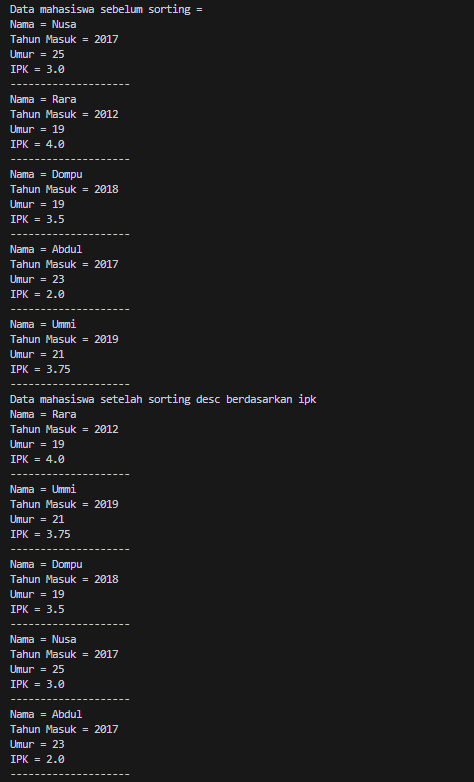 Data mahasiswa sebelum sorting =
Nama = Nusa
Tahun Masuk = 2017
Umur = 25
IPK = 3.0
--------------------
Nama = Rara
Tahun Masuk = 2012
Umur = 19
IPK = 4.0
--------------------
Nama = Dompu
Tahun Masuk = 2018
Umur = 19
IPK = 3.5
--------------------
Nama = Abdul
Tahun Masuk = 2017
Umur = 23
IPK = 2.0
--------------------
Nama = Ummi
Tahun Masuk = 2019
Umur = 21
IPK = 3.75
--------------------
Data mahasiswa setelah sorting desc berdasarkan ipk
Nama = Rara
Tahun Masuk = 2012
Umur = 19
IPK = 4.0
--------------------
Nama = Ummi
Tahun Masuk = 2019
Umur = 21
IPK = 3.75
--------------------
Nama = Dompu
Tahun Masuk = 2018
Umur = 19
IPK = 3.5
--------------------
Nama = Nusa
Tahun Masuk = 2017
Umur = 25
IPK = 3.0
--------------------
Nama = Abdul
Tahun Masuk = 2017
Umur = 23
IPK = 2.0
--------------------